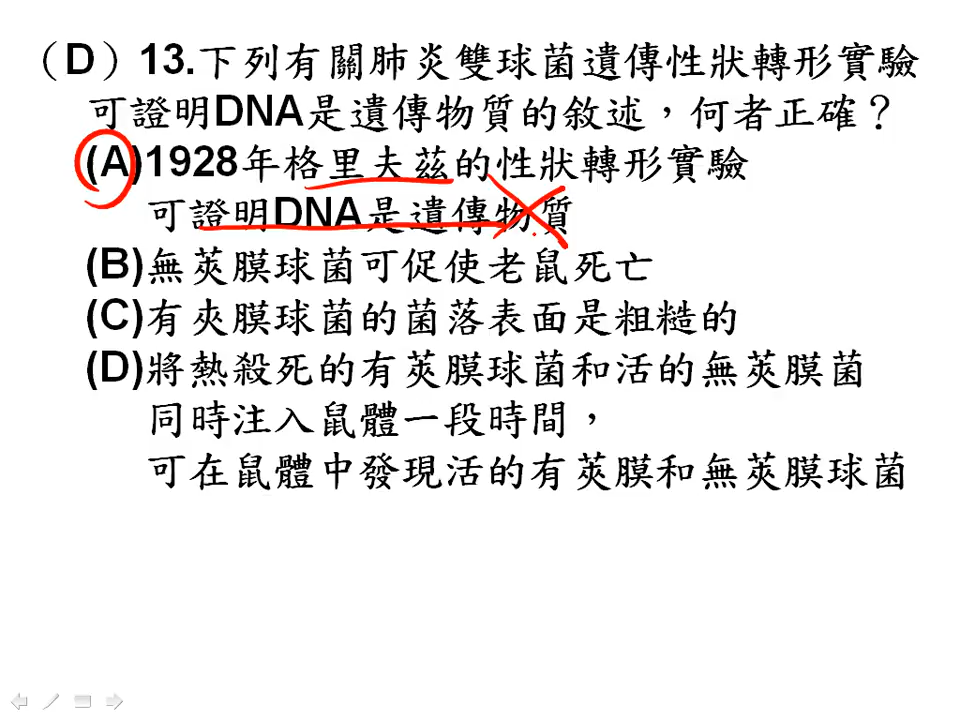 （D）13.下列有關肺炎雙球菌遺傳性狀轉形實驗
可證明DNA是遺傳物質的敘述，何者正確？
(A)1928年格里夫茲的性狀轉形實驗
可證明DNA是遺傳物質
(B)無莢膜球菌可促使老鼠死亡
(C)有夾膜球菌的菌落表面是粗糙的
(D)將熱殺死的有莢膜球菌和活的無莢膜菌
同時注入鼠體一段時間，
可在鼠體中發現活的有莢膜和無莢膜球菌